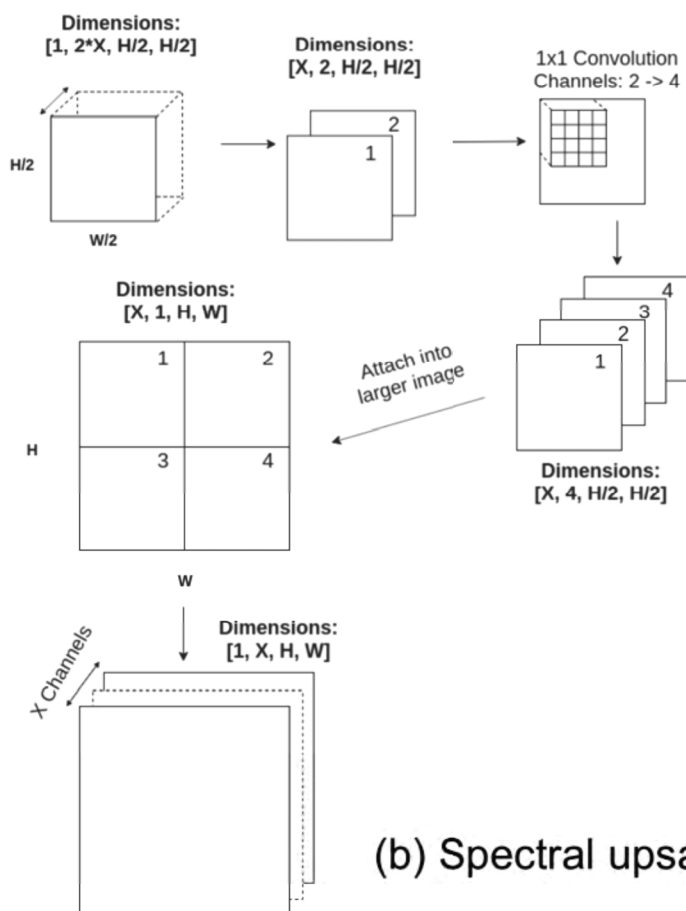 Dimensions:
[1, 2*X, H/2, H/2]
H/2
W/2
Dimensions:
[X, 2, H/2, H/2]
2
1
1x1 Convolution
Channels: 2 -> 4
4
3
2
1
Dimensions:
[X, 4, H/2, H/2]
Attach into
larger image
Dimensions:
[X, 1, H, W]
1 2
3 4
H
W
Dimensions:
[1, X, H, W]
X Channels
(b) Spectral